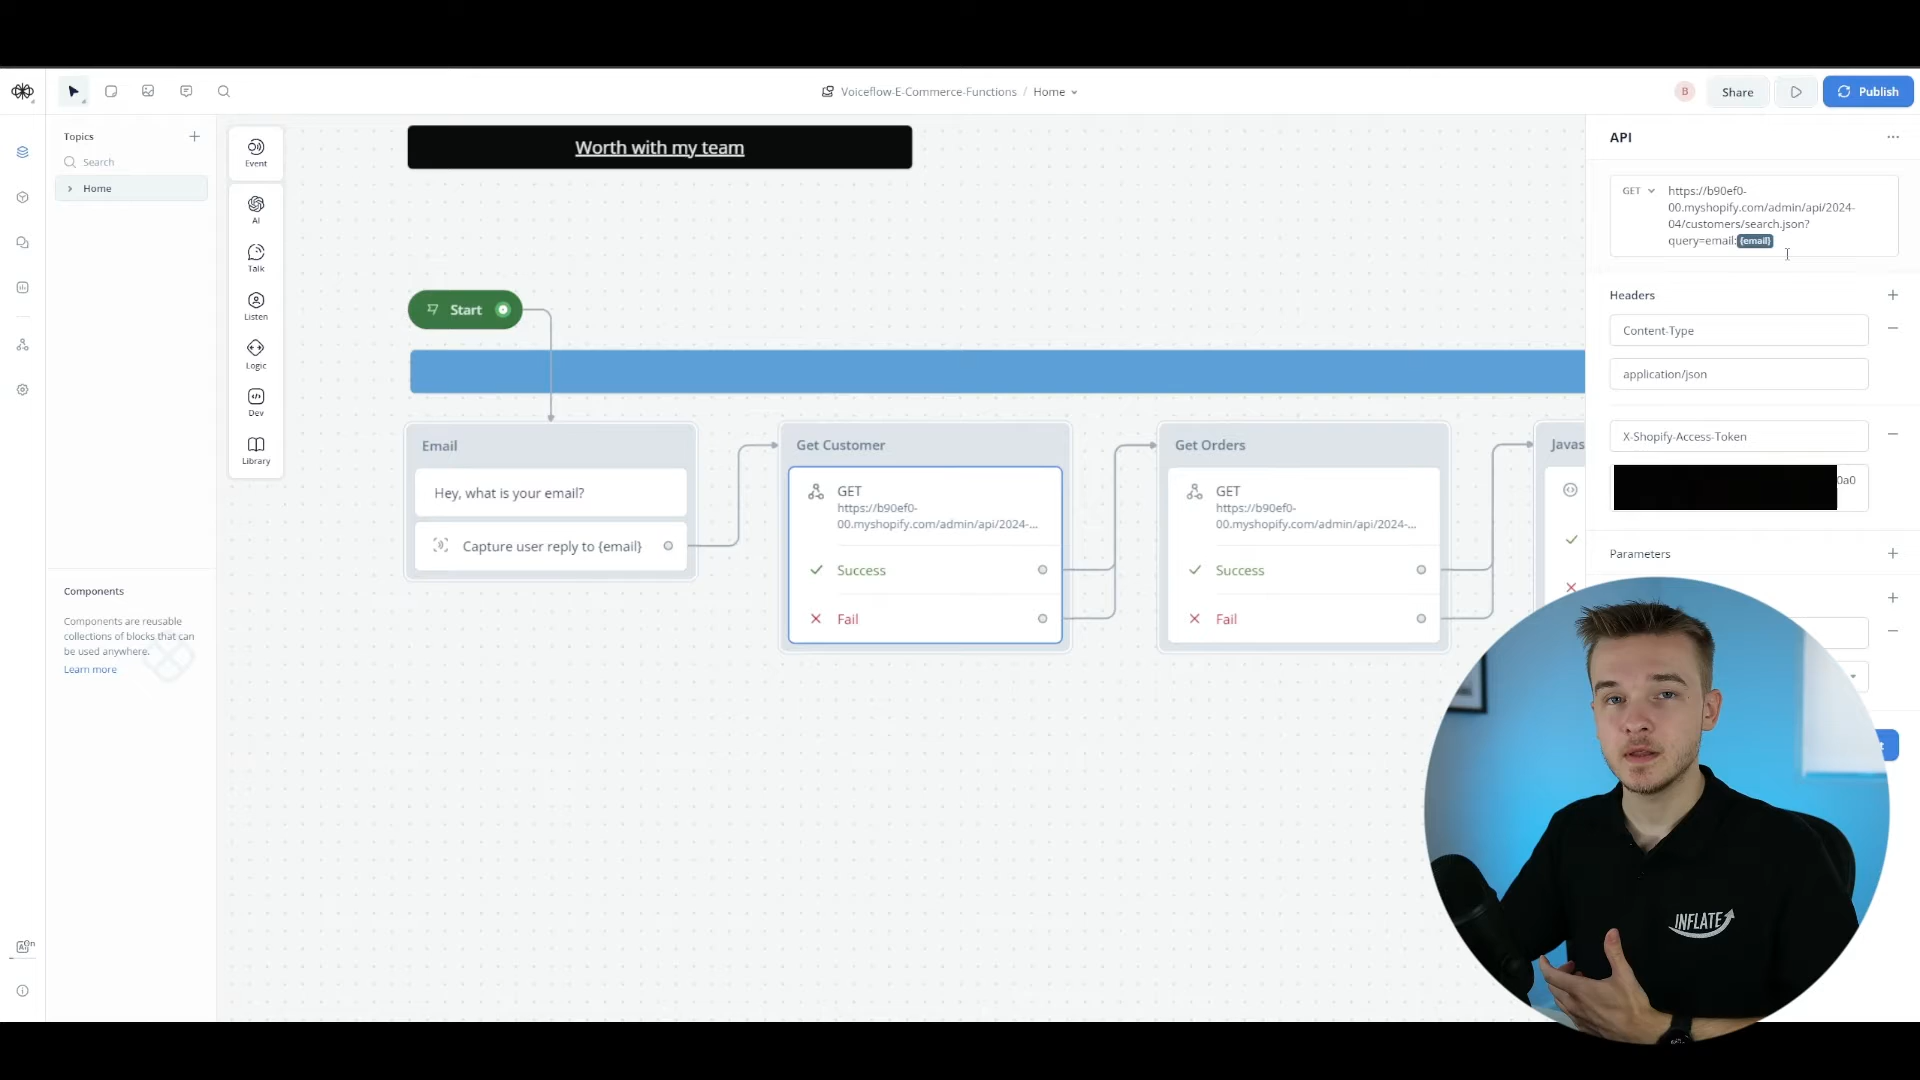 Voiceflow-E-Commerce-Functions / Home
B
Share
Publish
Topics
Search
Home
Event
AI
Talk
Listen
Logic
Dev
Library
Components
Components are reusable
collections of blocks that can
be used anywhere.
Learn more
Worth with my team
Start
Email
Hey, what is your email?
Capture user reply to {email}
Get Customer
GET
https://b90ef0-
00.myshopify.com/admin/api/2024-...
Success
Fail
Get Orders
GET
https://b90ef0-
00.myshopify.com/admin/api/2024-...
Success
Fail
Javas
API
GET
https://b90ef0-
00.myshopify.com/admin/api/2024-
04/customers/search.json?
query=email:{email}
Headers
Content-Type
application/json
X-Shopify-Access-Token
0a0
Parameters
INFLATE